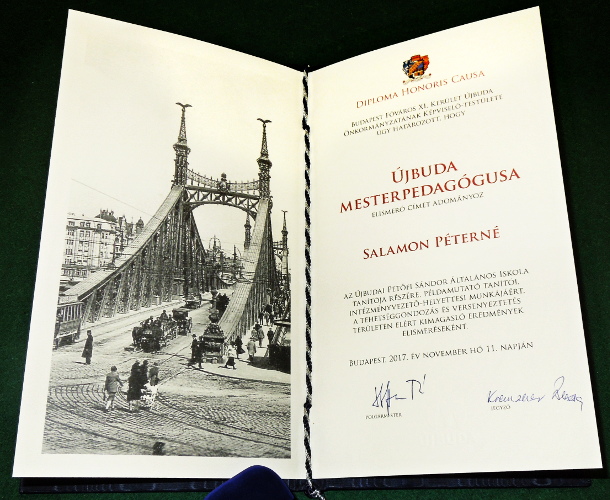 DIPLOMA HONORIS CAUSA
BUDAPEST FŐVÁROS XI. KERÜLET ÚJBUDA
ÖNKORMÁNYZATÁNAK KÉPVISELŐ-TESTÜLETE
ÚGY HATÁROZOTT, HOGY
ÚJBUDA
MESTERPEDAGÓGUSA
ELISMERŐ CÍMET ADOMÁNYOZ
SALAMON PÉTERNÉ
AZ ÚJBUDAI PETŐFI SÁNDOR ÁLTALÁNOS ISKOLA
TANÍTÓJA RÉSZÉRE, PÉLDAMUTATÓ TANÍTÓI,
INTÉZMÉNYVEZETŐ-HELYETTESI MUNKÁJÁÉRT,
A TEHETSÉGGONDOZÁS ÉS VERSENYEZTETÉS
TERÜLETÉN ELÉRT KIMAGASLÓ EREDMÉNYEK
ELISMERÉSEKÉNT.
BUDAPEST, 2017. ÉV NOVEMBER HÓ 11. NAPJÁN
POLGÁRMESTER
JEGYZŐ